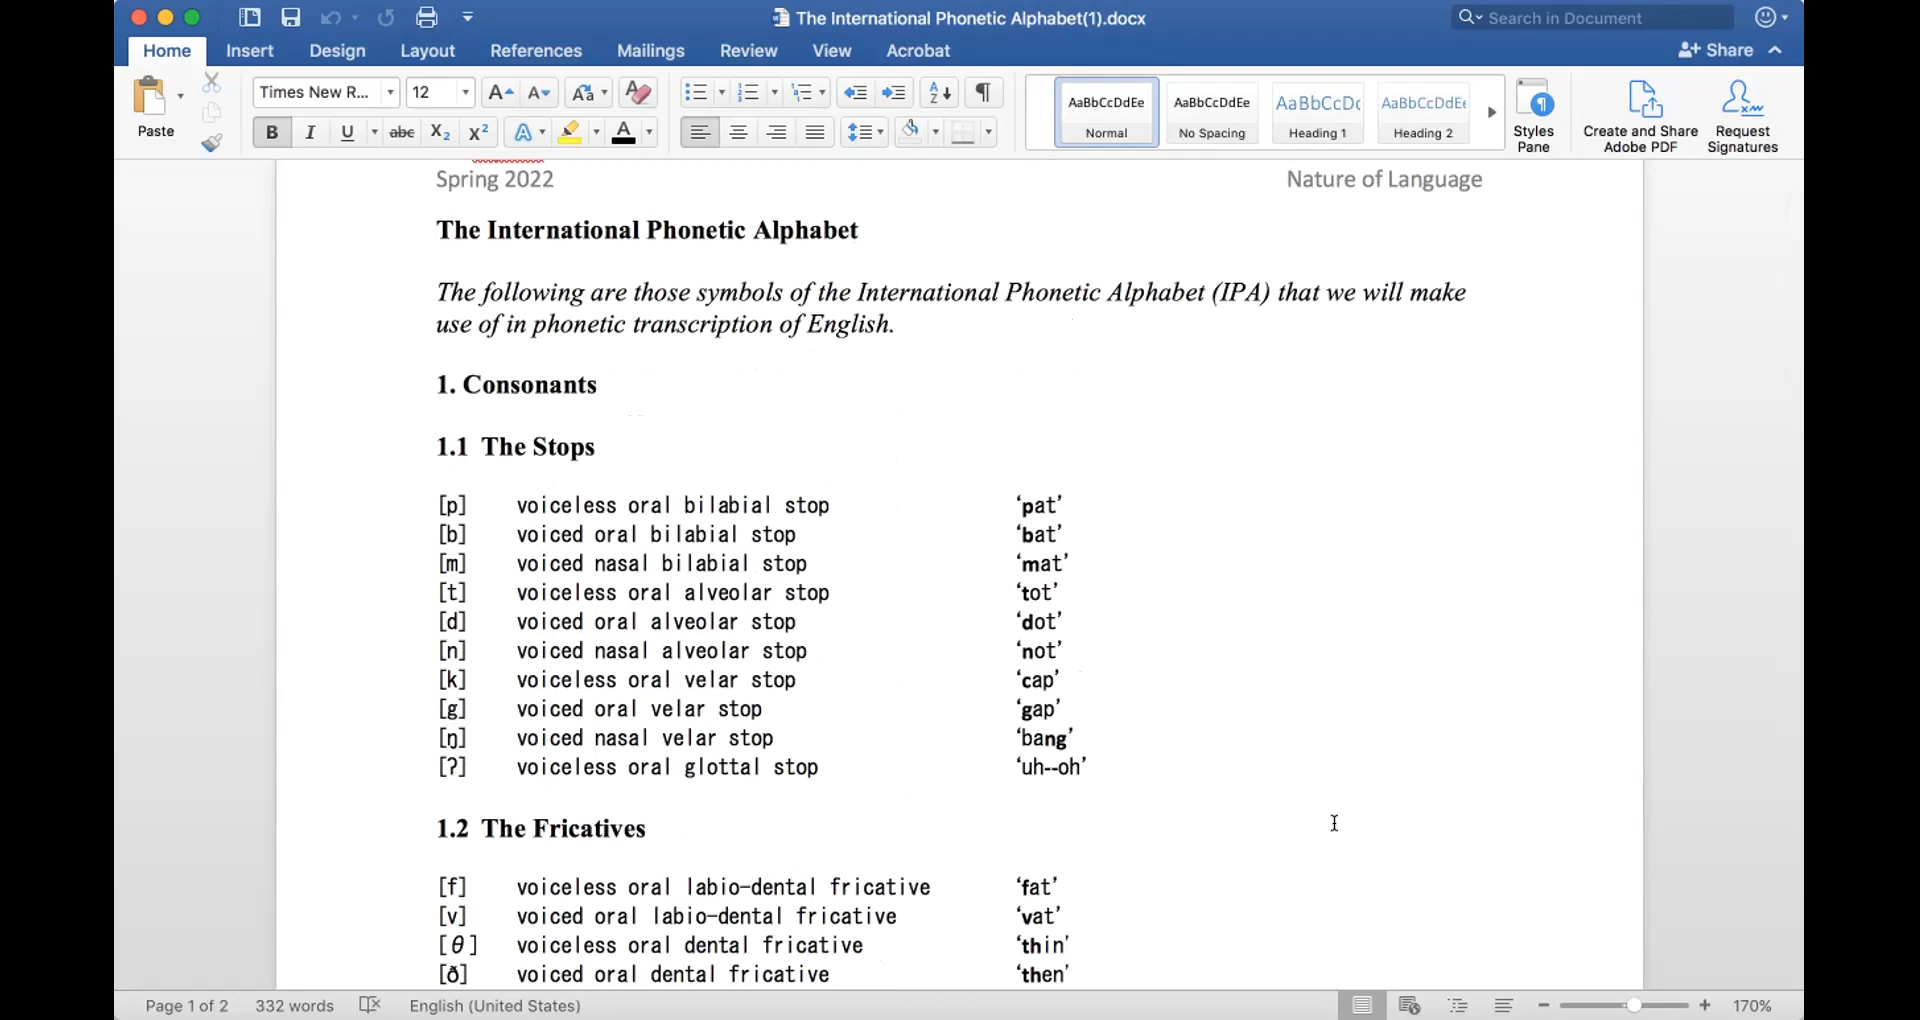 The International Phonetic Alphabet(1).docx
Search in Document
Home Insert Design Layout References Mailings Review View Acrobat Share
Paste
Times New R... 12
AaBbCcDdEe AaBbCcDdEe AaBbCcDc AaBbCcDdEe
Normal No Spacing Heading 1 Heading 2
Styles Pane
Create and Share Adobe PDF
Request Signatures
Spring 2022 Nature of Language
The International Phonetic Alphabet
The following are those symbols of the International Phonetic Alphabet (IPA) that we will make
use of in phonetic transcription of English.
1. Consonants
1.1 The Stops
[p] voiceless oral bilabial stop ‘pat’
[b] voiced oral bilabial stop ‘bat’
[m] voiced nasal bilabial stop ‘mat’
[t] voiceless oral alveolar stop ‘tot’
[d] voiced oral alveolar stop ‘dot’
[n] voiced nasal alveolar stop ‘not’
[k] voiceless oral velar stop ‘cap’
[g] voiced oral velar stop ‘gap’
[ŋ] voiced nasal velar stop ‘bang’
[ʔ] voiceless oral glottal stop ‘uh--oh’
1.2 The Fricatives
[f] voiceless oral labio-dental fricative ‘fat’
[v] voiced oral labio-dental fricative ‘vat’
[θ] voiceless oral dental fricative ‘thin’
[ð] voiced oral dental fricative ‘then’
Page 1 of 2 332 words English (United States) 170%